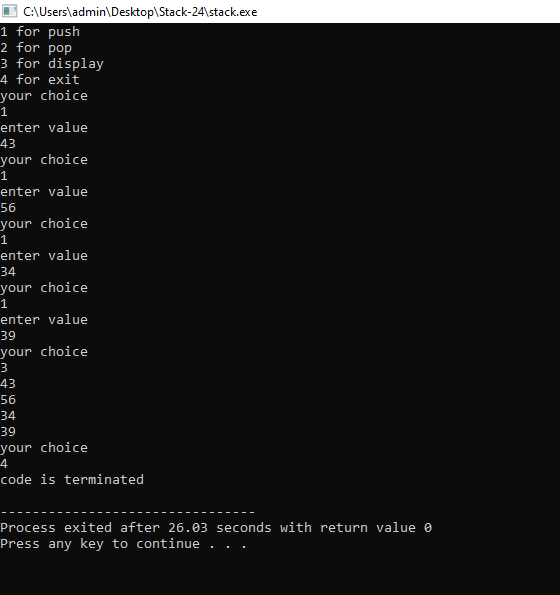 C:\Users\admin\Desktop\Stack-24\stack.exe
1 for push
2 for pop
3 for display
4 for exit
your choice
1
enter value
43
your choice
1
enter value
56
your choice
1
enter value
34
your choice
1
enter value
39
your choice
3
43
56
34
39
your choice
4
code is terminated

--------------------------------
Process exited after 26.03 seconds with return value 0
Press any key to continue . . .